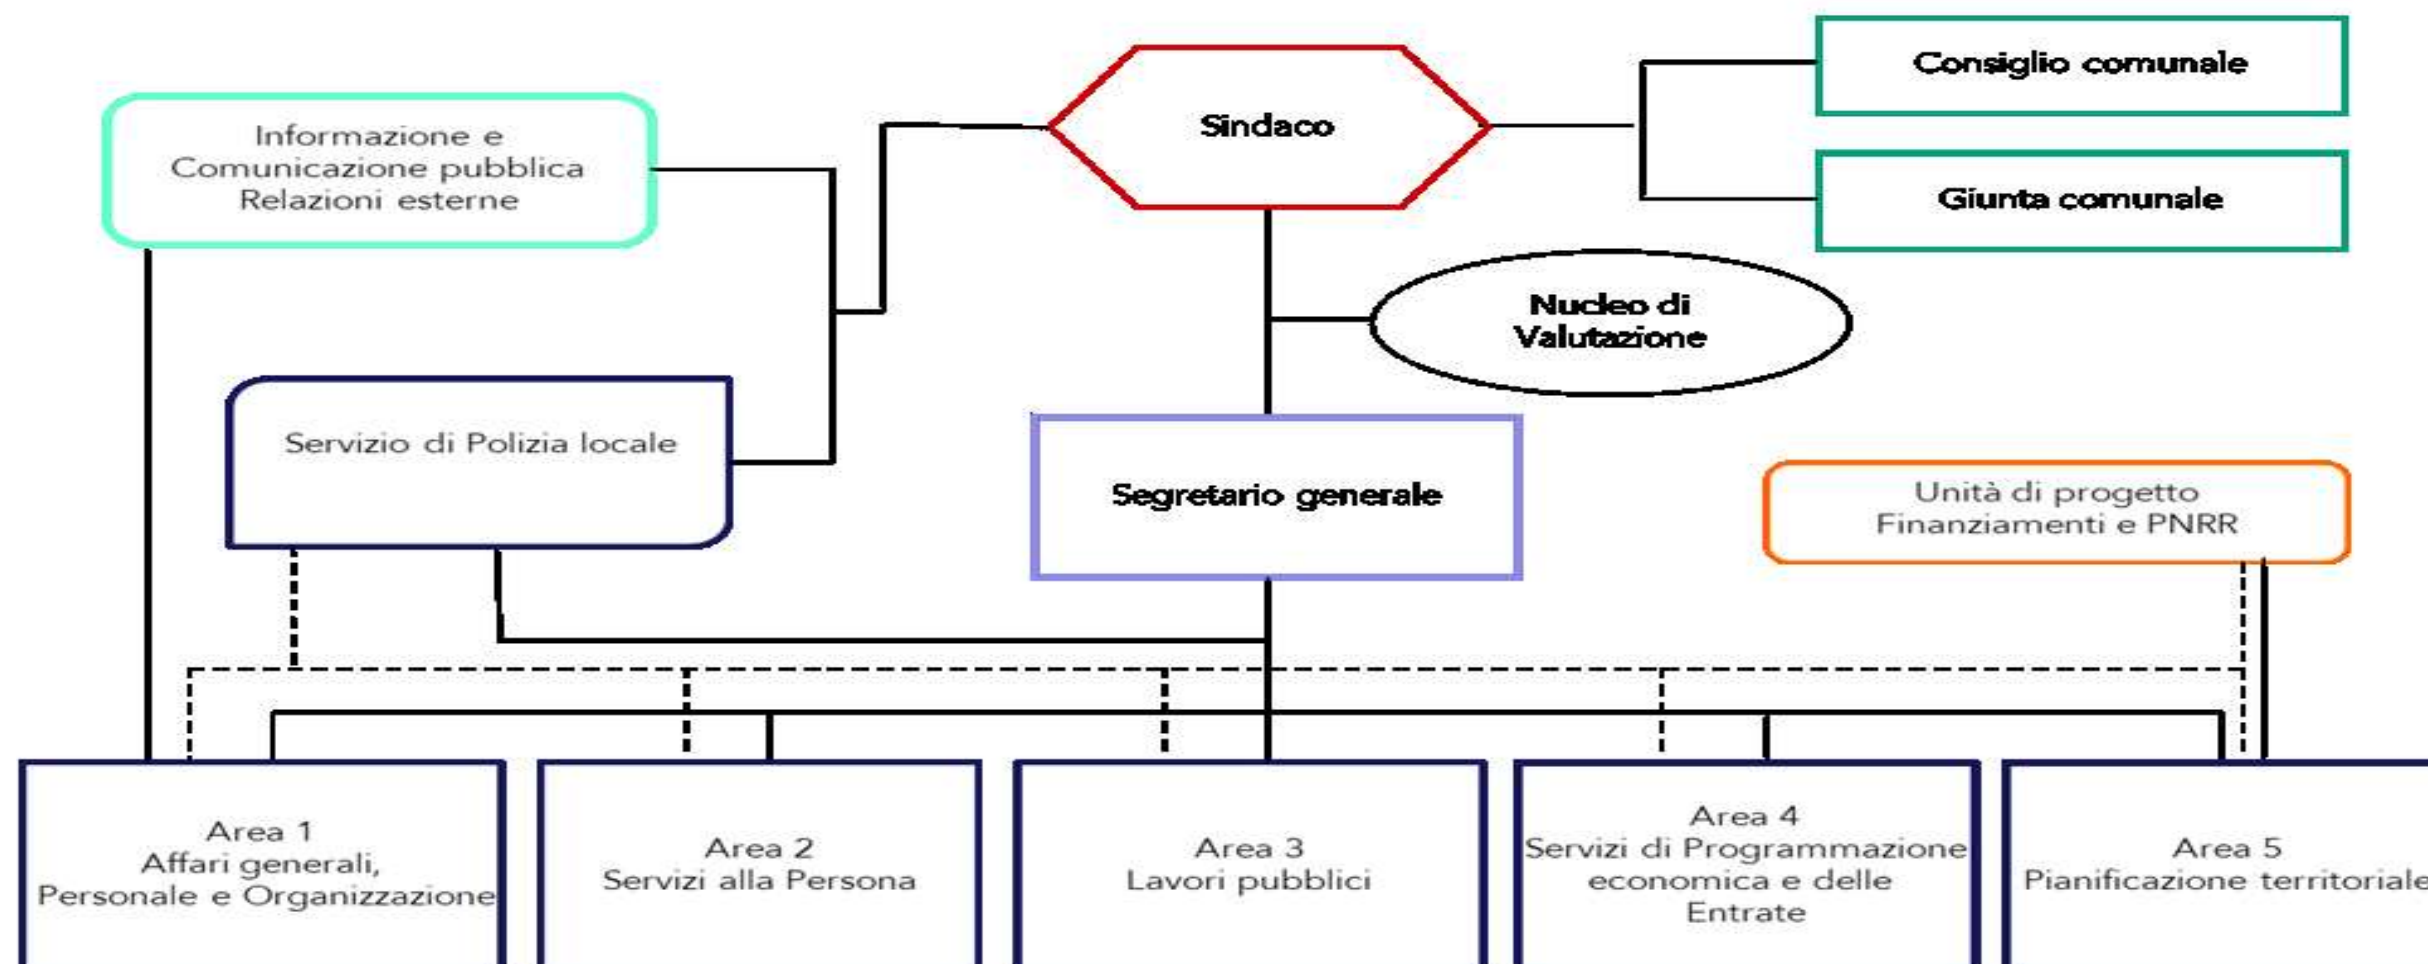 Consiglio comunale
Sindaco
Informazione e
Comunicazione pubblica
Relazioni esterne
Giunta comunale
Nucleo di
Valutazione
Servizio di Polizia locale
Segretario generale
Unità di progetto
Finanziamenti e PNRR
Area 1
Affari generali,
Personale e Organizzazione
Area 2
Servizi alla Persona
Area 3
Lavori pubblici
Area 4
Servizi di Programmazione
economica e delle
Entrate
Area 5
Pianificazione territoriale